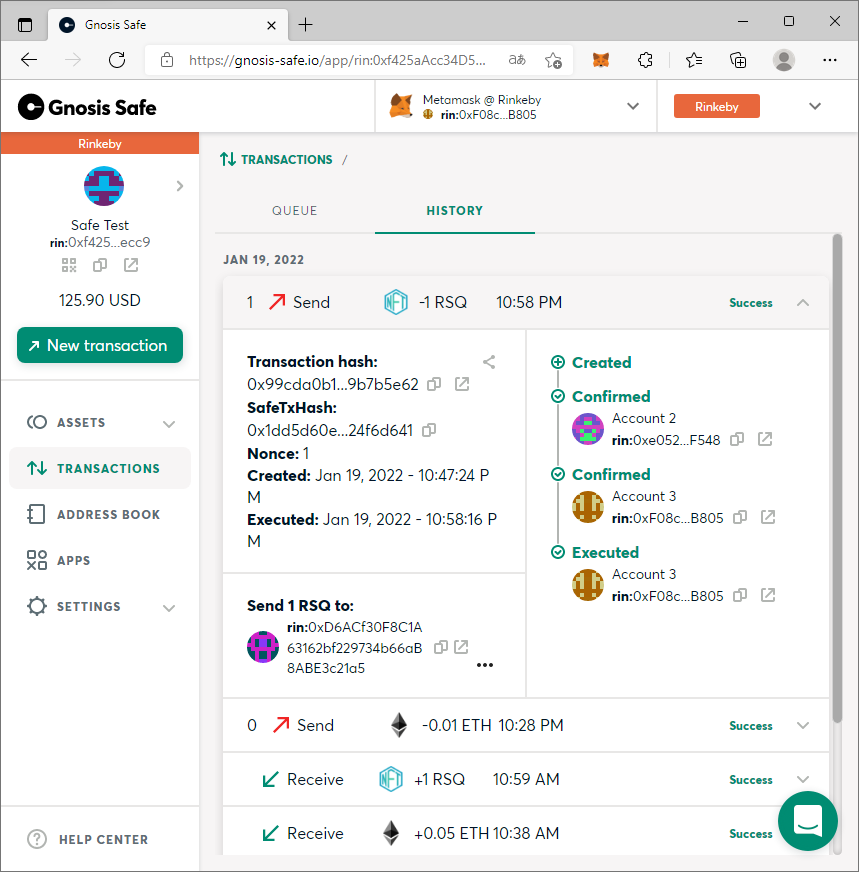 Gnosis Safe
https://gnosis-safe.io/app/rin:0xf425aAcc34D5...
aあ
Gnosis Safe
Metamask @ Rinkeby
rin:0xF08c...B805
Rinkeby
Rinkeby
Safe Test
rin:0xf425...ecc9
125.90 USD
New transaction
ASSETS
TRANSACTIONS
ADDRESS BOOK
APPS
SETTINGS
HELP CENTER
TRANSACTIONS /
QUEUE
HISTORY
JAN 19, 2022
1 Send NFT -1 RSQ 10:58 PM Success
Transaction hash:
0x99cda0b1...9b7b5e62
SafeTxHash:
0x1dd5d60e...24f6d641
Nonce: 1
Created: Jan 19, 2022 - 10:47:24 P
M
Executed: Jan 19, 2022 - 10:58:16 P
M
Send 1 RSQ to:
rin:0xD6ACf30F8C1A
63162bf229734b66aB
8ABE3c21a5
Created
Confirmed
Account 2
rin:0xe052...F548
Confirmed
Account 3
rin:0xF08c...B805
Executed
Account 3
rin:0xF08c...B805
0 Send -0.01 ETH 10:28 PM Success
Receive NFT +1 RSQ 10:59 AM Success
Receive +0.05 ETH 10:38 AM Success